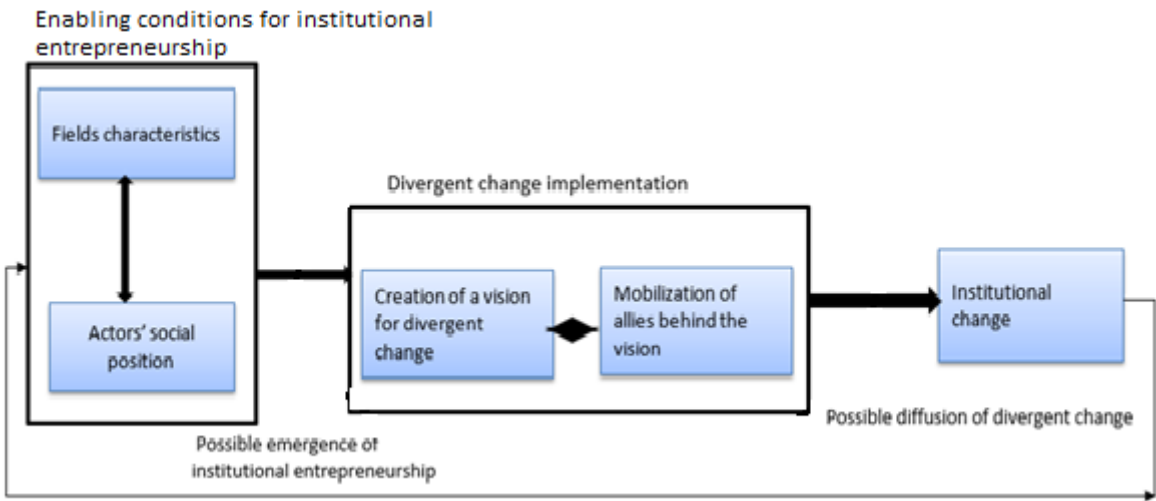 Enabling conditions for institutional
entrepreneurship
Fields characteristics
Actors' social
position
Possible emergence of
institutional entrepreneurship
Divergent change implementation
Creation of a vision
for divergent
change
Mobilization of
allies behind the
vision
Institutional
change
Possible diffusion of divergent change